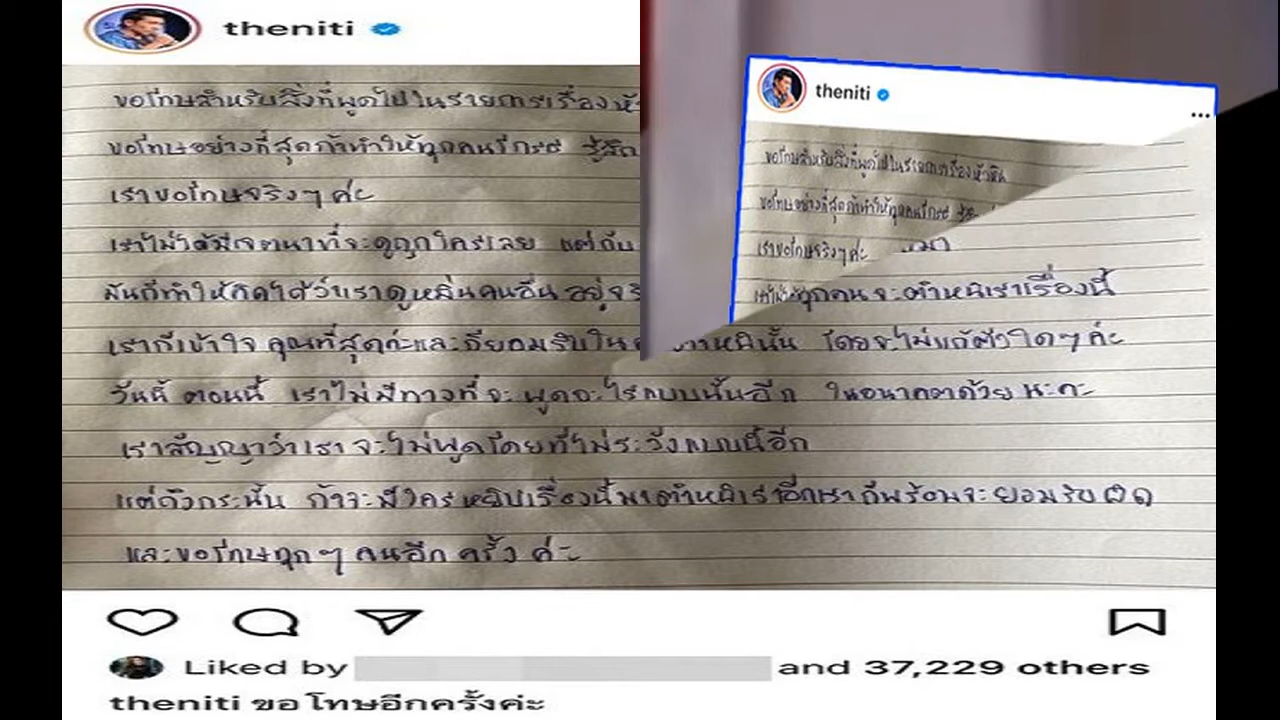 theniti
ขอโทษสำหรับสิ่งที่พูดไปในรายการเรื่อง
ขอโทษอย่างที่สุดถ้าทำให้ทุกคน รู้สึก
เราขอโทษจริงๆ ค่ะ
เราไม่ได้มีเจตนาที่จะดูถูกใครเลย แต่
มันก็ทำให้คิดได้ว่าเราดูหมิ่นคนอื่น อยู่
เราก็เข้าใจ
วันนี้ ตอนนี้ เราไม่มีทางที่จะ พูดอะไรแบบนั้นอีก ในอนาคตด้วย นะคะ
เราสัญญาว่าเรา จะไม่พูดโดยที่ไม่ระวังแบบนี้อีก
แต่ถึงกระนั้น ถ้าจะมีใครหยิบเรื่องนี้มาตำหนิเราอีกเราก็พร้อมจะยอมรับผิด
และขอโทษทุกๆ คนอีก ครั้ง ค่ะ
theniti
ขอโทษสำหรับสิ่งที่พูดไปในรายการเรื่องหัวหิน
ขอโทษอย่างที่สุดถ้าทำให้ทุกคน
เราขอโทษจริงๆ ค่ะ
ทุกคนจะตำหนิเราเรื่องนี้
โดยจะไม่แก้ตัวใดๆ ค่ะ
Liked by and 37,229 others
theniti ขอโทษอีกครั้งค่ะ